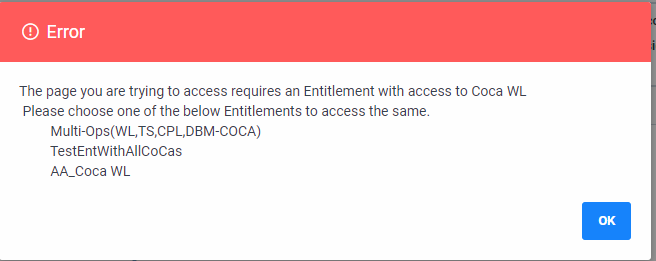 Error
The page you are trying to access requires an Entitlement with access to Coca WL
Please choose one of the below Entitlements to access the same.
Multi-Ops(WL,TS,CPL,DBM-COCA)
TestEntWithAllCoCas
AA_Coca WL
OK